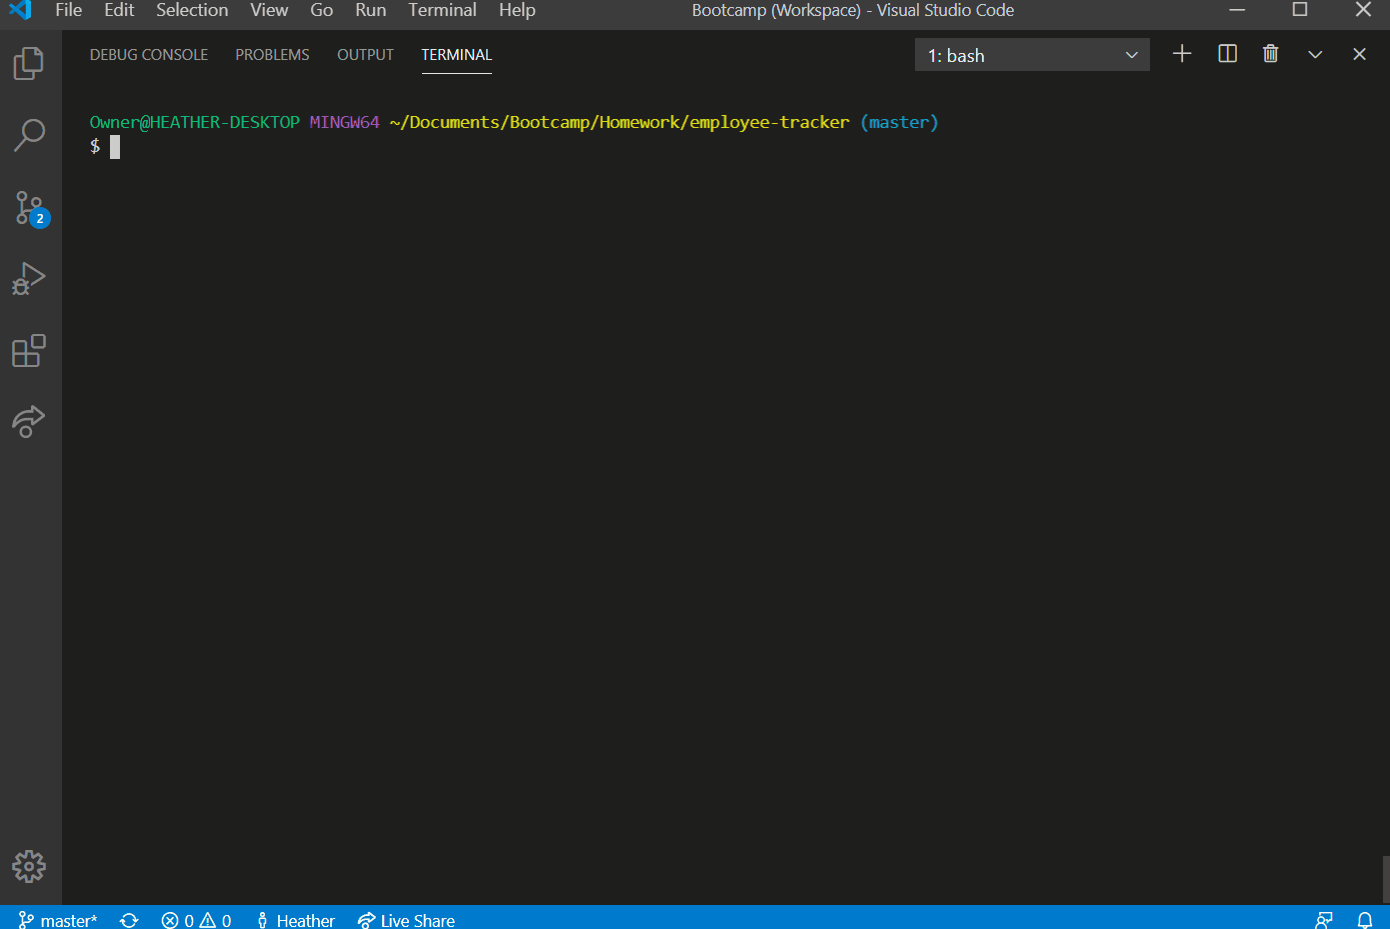 File Edit Selection View Go Run Terminal Help Bootcamp (Workspace) - Visual Studio Code
DEBUG CONSOLE PROBLEMS OUTPUT TERMINAL 1: bash
Owner@HEATHER-DESKTOP MINGW64 ~/Documents/Bootcamp/Homework/employee-tracker (master)
$
2
master* 0 0 Heather Live Share